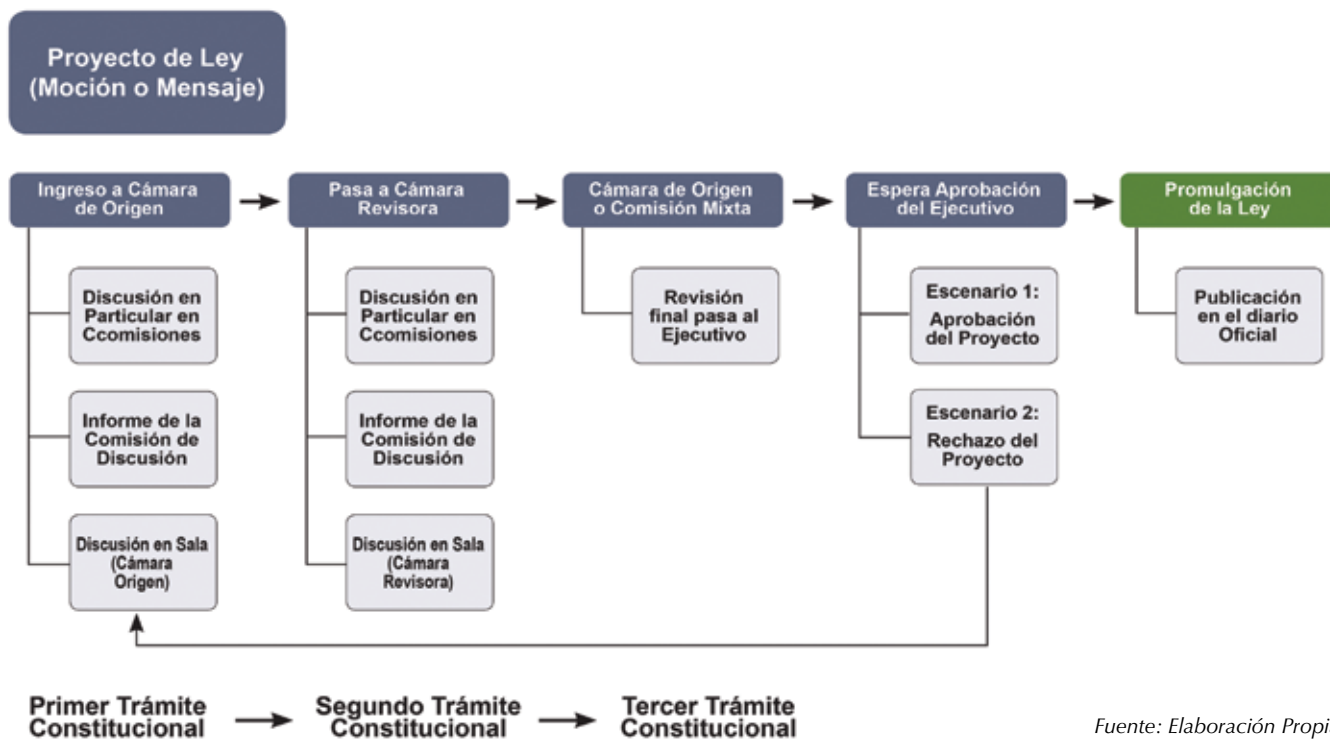 Proyecto de Ley
(Moción o Mensaje)
Ingreso a Cámara
de Origen
Pasa a Cámara
Revisora
Cámara de Origen
o Comisión Mixta
Espera Aprobación
del Ejecutivo
Promulgación
de la Ley
Discusión en
Particular en
Ccomisiones
Informe de la
Comisión de
Discusión
Discusión en Sala
(Cámara
Origen)
Discusión en
Particular en
Ccomisiones
Informe de la
Comisión de
Discusión
Discusión en Sala
(Cámara
Revisora)
Revisión
final pasa al
Ejecutivo
Escenario 1:
Aprobación
del Proyecto
Escenario 2:
Rechazo del
Proyecto
Publicación
en el diario
Oficial
Primer Trámite
Constitucional
Segundo Trámite
Constitucional
Tercer Trámite
Constitucional
Fuente: Elaboración Propi